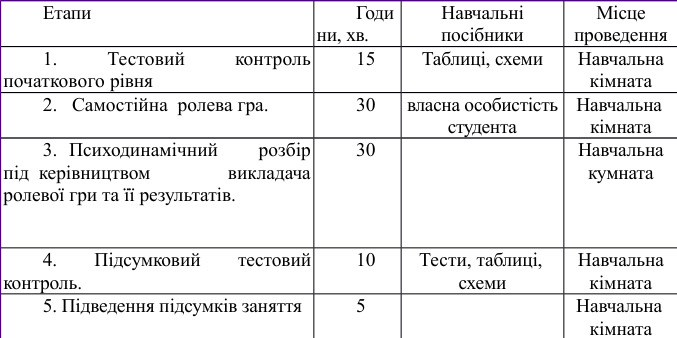 Етапи Годи Навчальні Місце
ни, хв. посібники проведення
1. Тестовий контроль 15 Таблиці, схеми Навчальна
початкового рівня кімната
2. Самостійна ролева гра. 30 власна особистість Навчальна
студента кімната
3. Психодинамічний розбір 30 Навчальна
під керівництвом викладача кумната
ролевої гри та її результатів.
4. Підсумковий тестовий 10 Тести, таблиці, Навчальна
контроль. схеми кімната
5. Підведення підсумків заняття 5 Навчальна
кімната